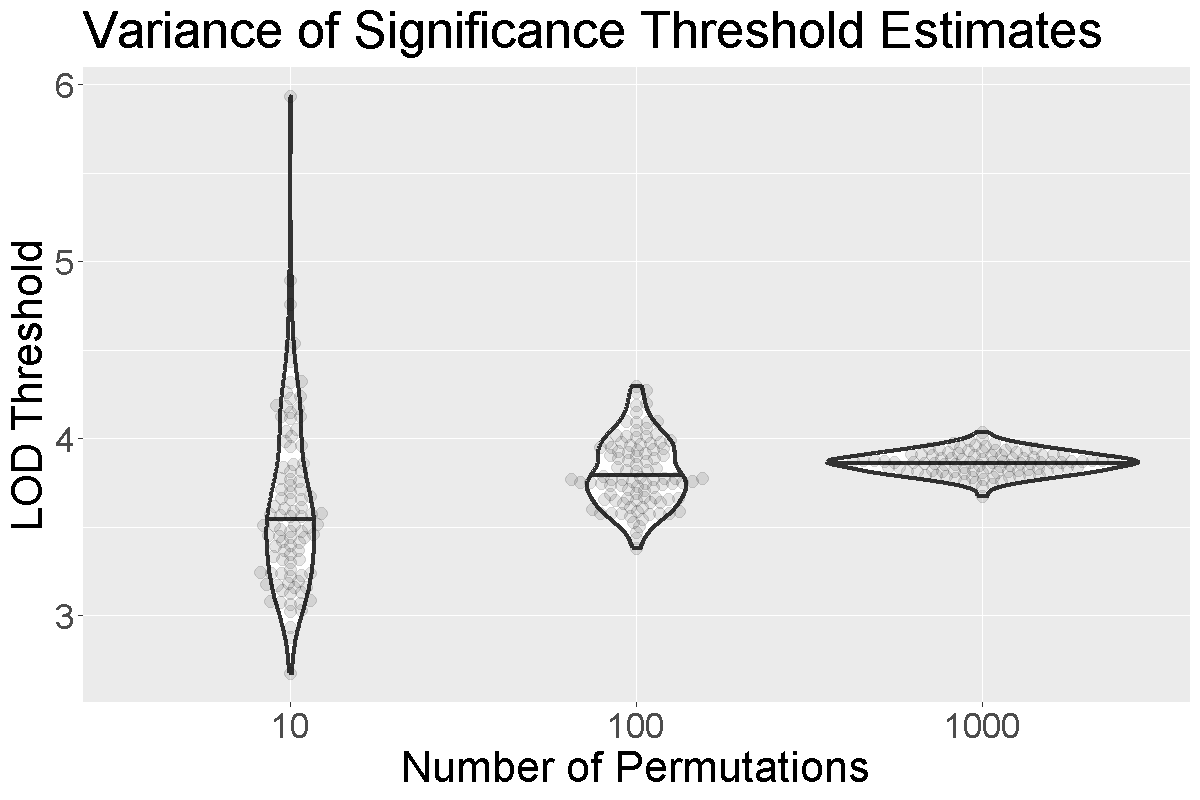 Variance of Significance Threshold Estimates
LOD Threshold
6
5
4
3
10 100 1000
Number of Permutations